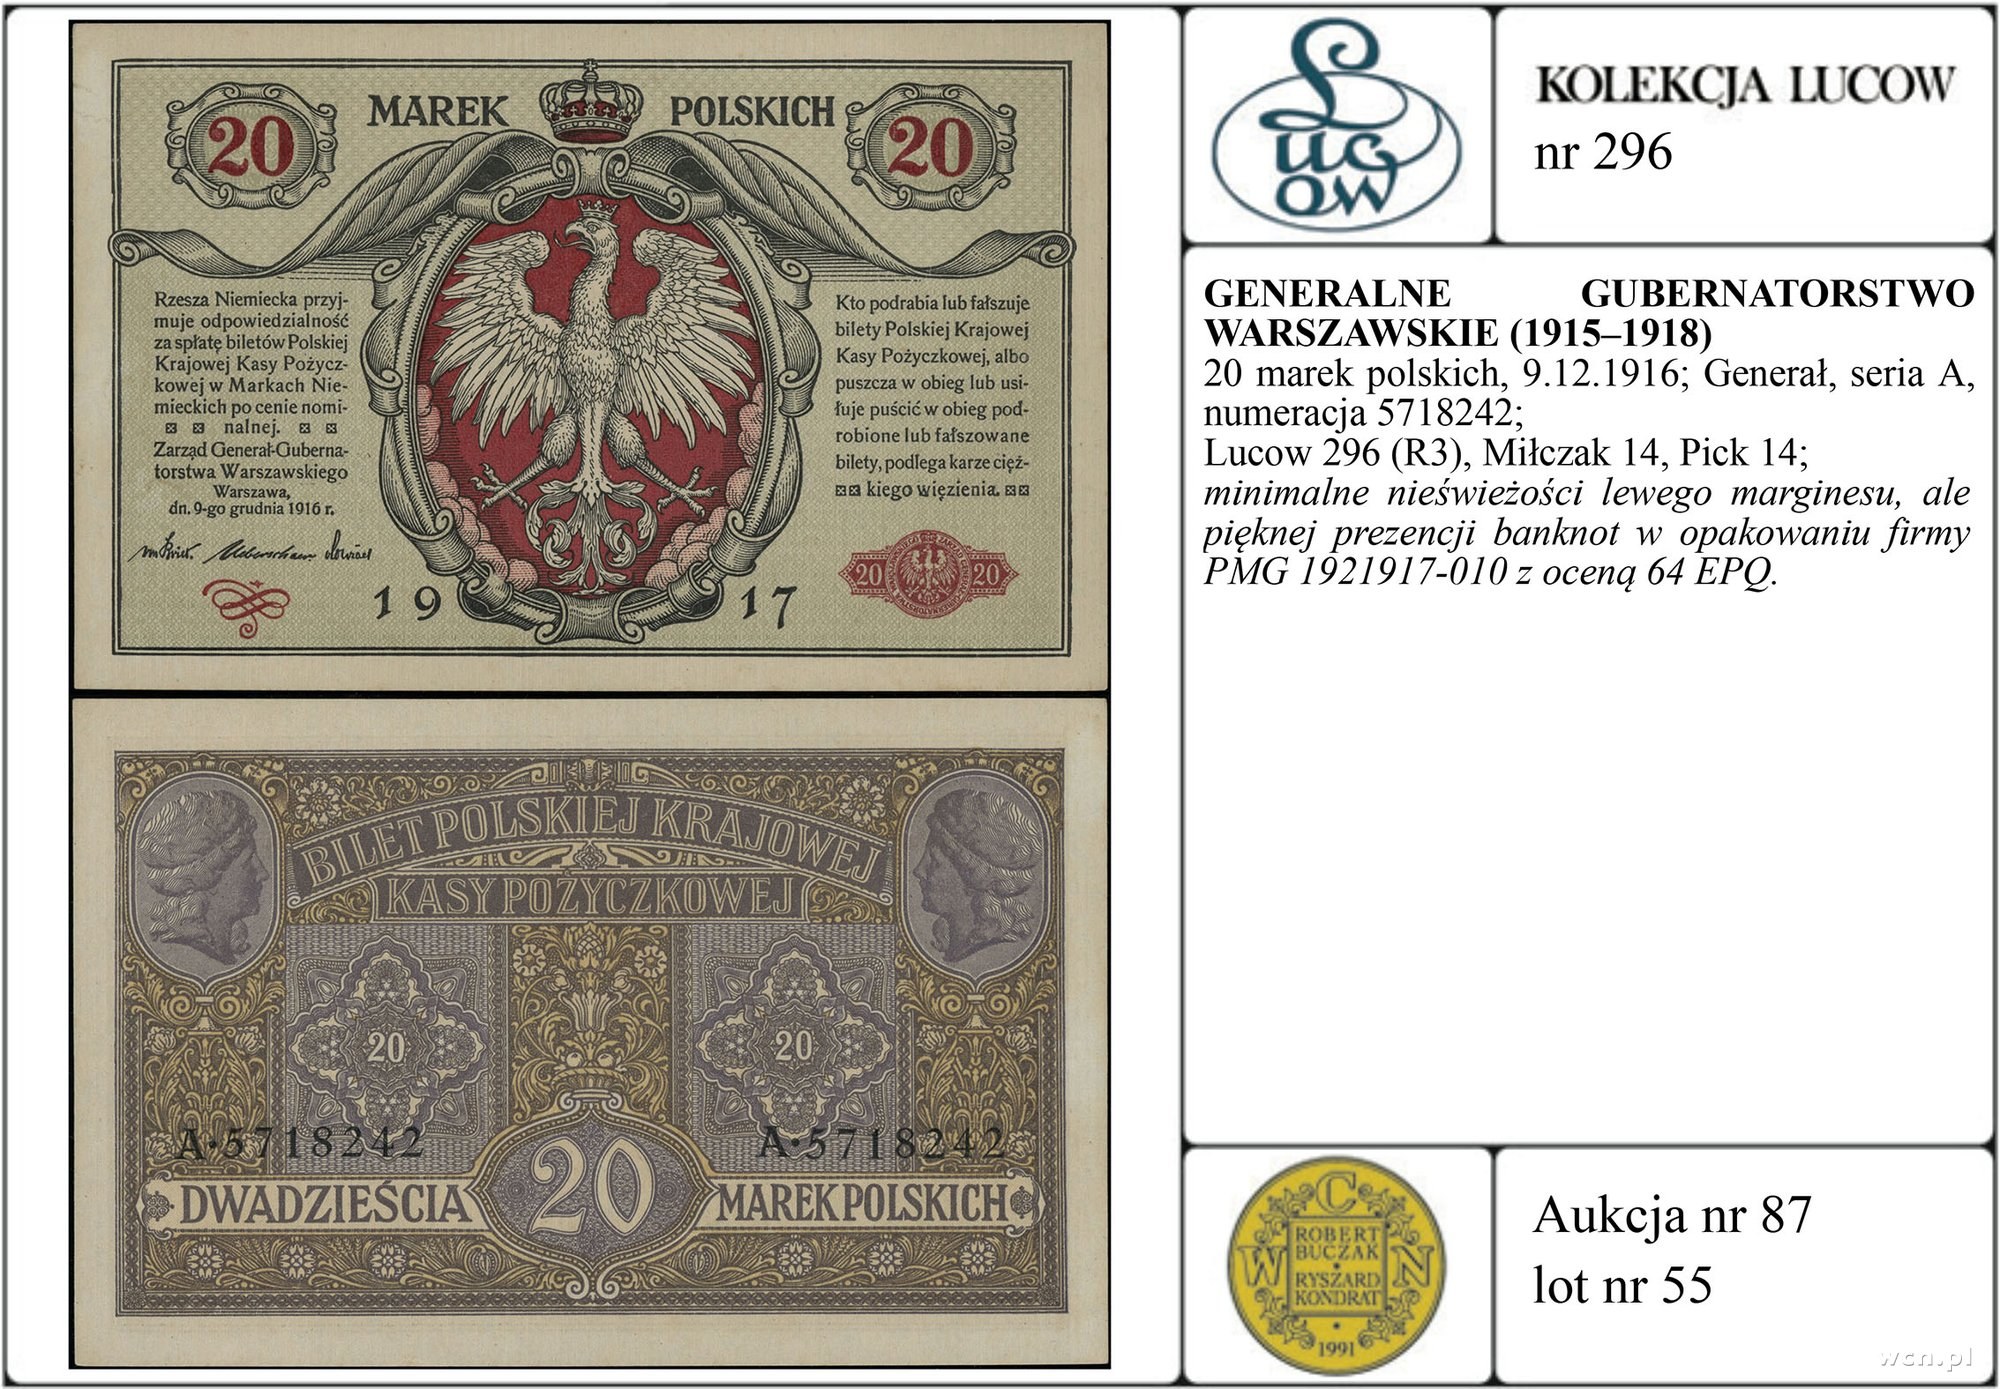 20 MAREK POLSKICH 20
Rzesza Niemiecka przyj-
muje odpowiedzialność
za spłatę biletów Polskiej
Krajowej Kasy Pożycz-
kowej w Markach Nie-
mieckich po cenie nomi-
nalnej.
Zarząd Generał-Guberna-
torstwa Warszawskiego
Warszawa,
dn. 9-go grudnia 1916 r.
Kto podrabia lub fałszuje
bilety Polskiej Krajowej
Kasy Pożyczkowej, albo
puszcza w obieg lub usi-
łuje puścić w obieg pod-
robione lub fałszowane
bilety, podlega karze cięż-
kiego więzienia.
20 20
1917
BILET POLSKIEJ KRAJOWEJ
KASY POŻYCZKOWEJ
20 20
A·5718242 A·5718242
DWADZIEŚCIA 20 MAREK POLSKICH
Lucow
KOLEKCJA LUCOW
nr 296
GENERALNE GUBERNATORSTWO
WARSZAWSKIE (1915–1918)
20 marek polskich, 9.12.1916; Generał, seria A,
numeracja 5718242;
Lucow 296 (R3), Miłczak 14, Pick 14;
minimalne nieświeżości lewego marginesu, ale
pięknej prezencji banknot w opakowaniu firmy
PMG 1921917-010 z oceną 64 EPQ.
C
W N
ROBERT
BUCZAK
RYSZARD
KONDRAT
1991
Aukcja nr 87
lot nr 55
wcn.pl